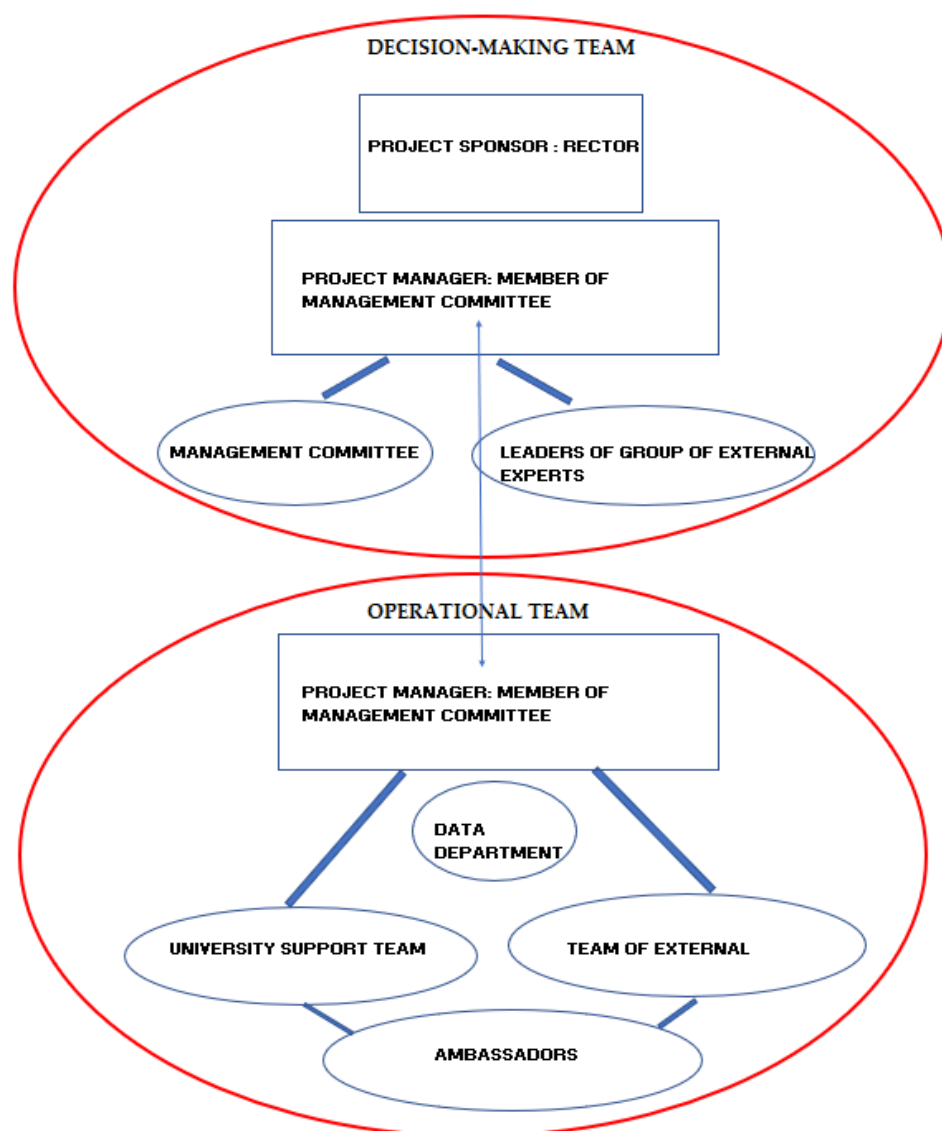 DECISION-MAKING TEAM
PROJECT SPONSOR : RECTOR
PROJECT MANAGER: MEMBER OF
MANAGEMENT COMMITTEE
MANAGEMENT COMMITTEE
LEADERS OF GROUP OF EXTERNAL
EXPERTS
OPERATIONAL TEAM
PROJECT MANAGER: MEMBER OF
MANAGEMENT COMMITTEE
DATA
DEPARTMENT
UNIVERSITY SUPPORT TEAM
TEAM OF EXTERNAL
AMBASSADORS